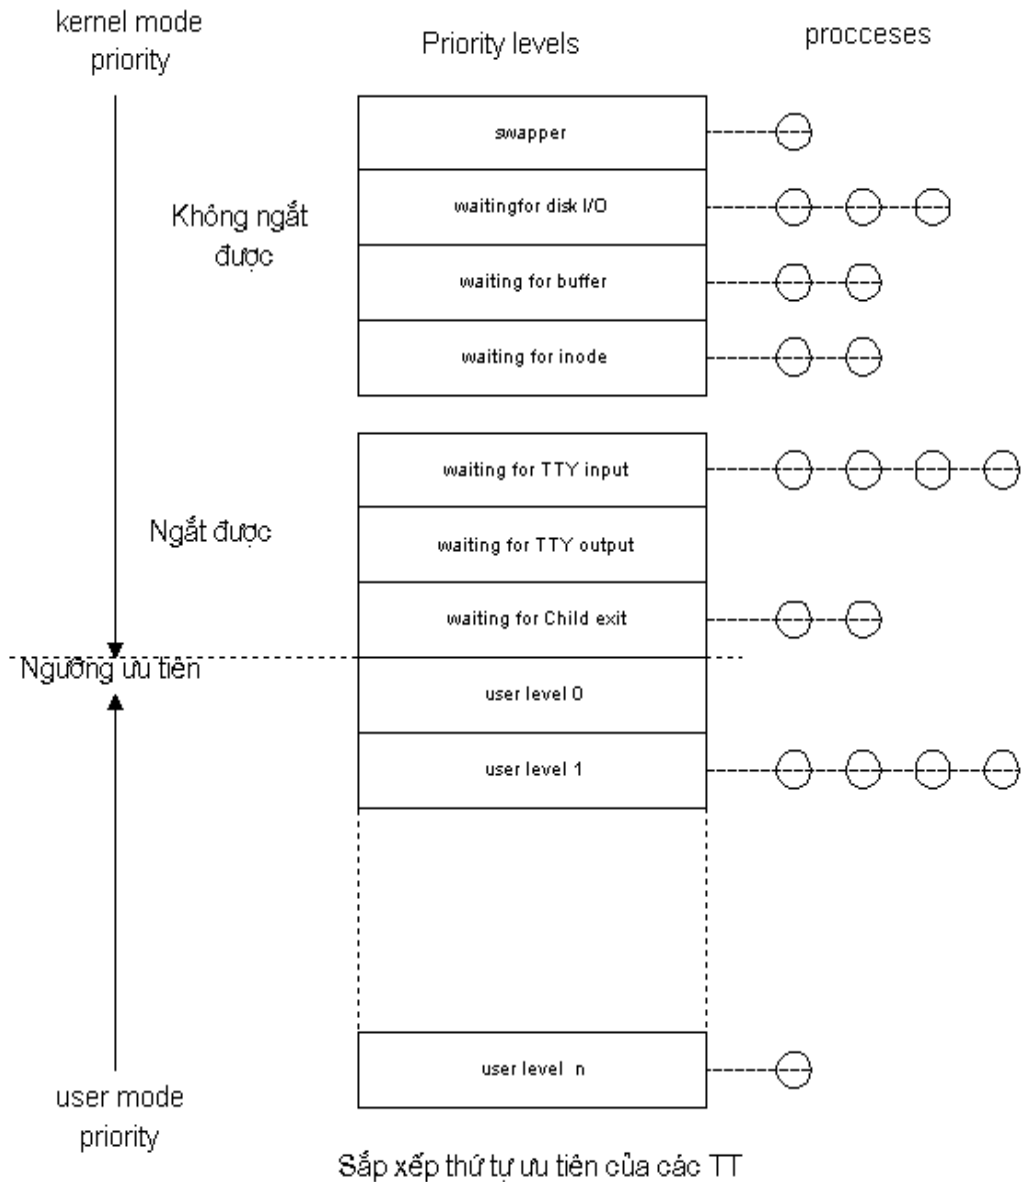 kernel mode
priority
Priority levels
procceses
swapper
Không ngắt
được
waitingfor disk I/O
waiting for buffer
waiting for inode
waiting for TTY input
Ngắt được
waiting for TTY output
waiting for Child exit
Ngưỡng ưu tiên
user level 0
user level 1
user level n
user mode
priority
Sắp xếp thứ tự ưu tiên của các TT